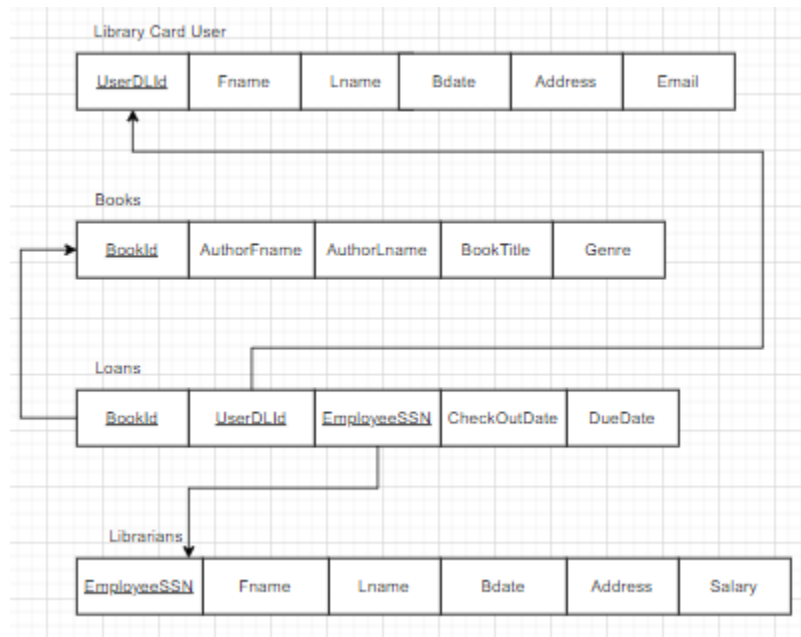 Library Card User
UserDLId Fname Lname Bdate Address Email
Books
BookId AuthorFname AuthorLname BookTitle Genre
Loans
BookId UserDLId EmployeeSSN CheckOutDate DueDate
Librarians
EmployeeSSN Fname Lname Bdate Address Salary